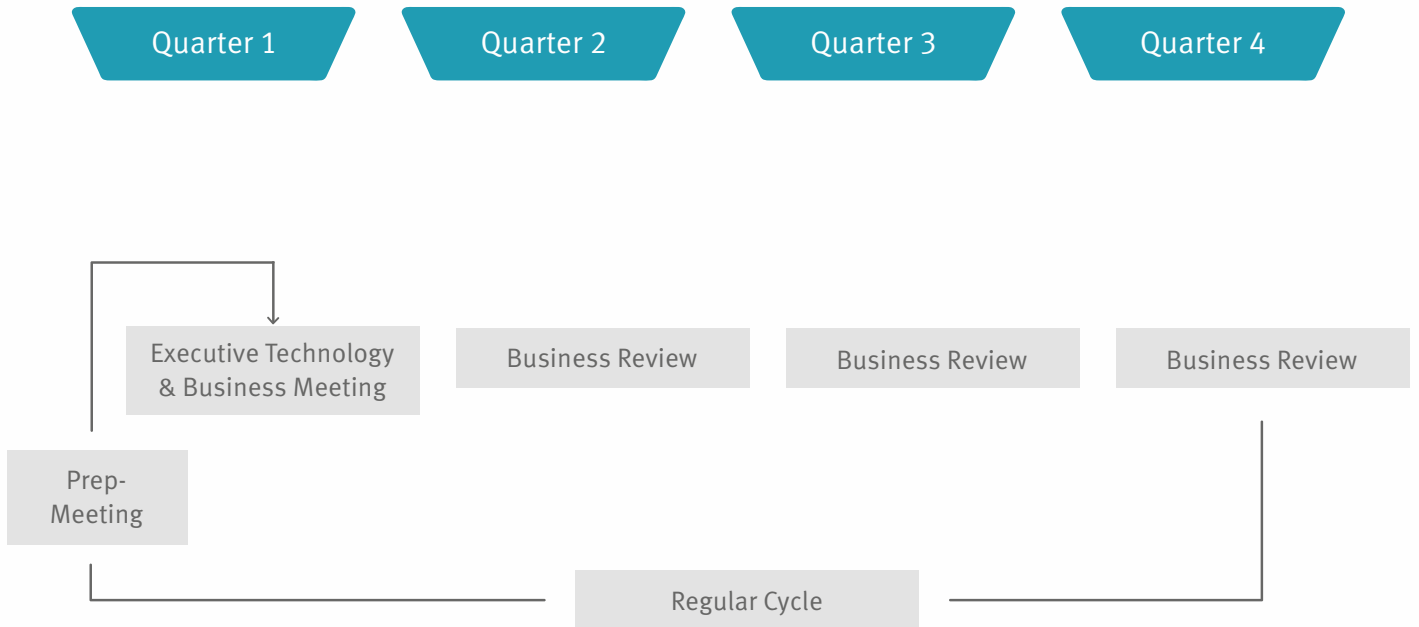 Quarter 1
Quarter 2
Quarter 3
Quarter 4
Executive Technology
& Business Meeting
Business Review
Business Review
Business Review
Prep-
Meeting
Regular Cycle